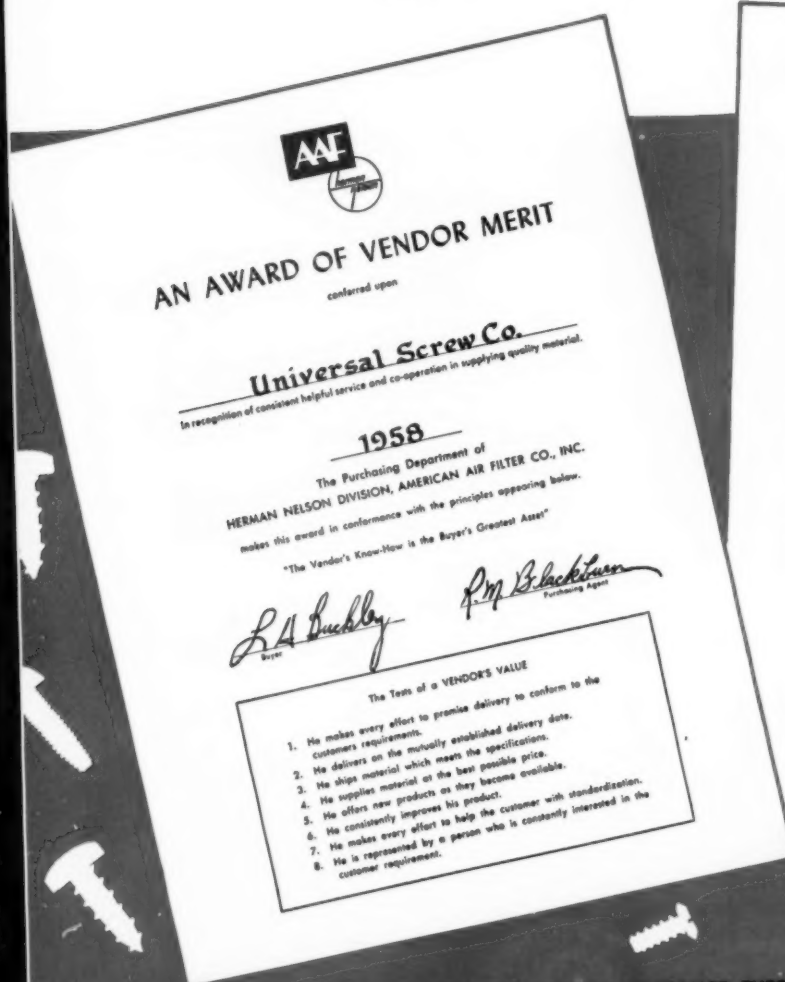 AAF
HERMAN
NELSON
AN AWARD OF VENDOR MERIT
conferred upon
Universal Screw Co.
In recognition of consistent helpful service and co-operation in supplying quality material.
1958
The Purchasing Department of
HERMAN NELSON DIVISION, AMERICAN AIR FILTER CO., INC.
makes this award in conformance with the principles appearing below.
"The Vendor's Know-How is the Buyer's Greatest Asset"
L A Buckley
R.M Blackburn
Buyer
Purchasing Agent
The Tests of a VENDOR'S VALUE
1. He makes every effort to promise delivery to conform to the
customers requirements.
2. He delivers on the mutually established delivery date.
3. He ships material which meets the specifications.
4. He supplies material at the best possible price.
5. He offers new products as they become available.
6. He consistently improves his product.
7. He makes every effort to help the customer with standardization.
8. He is represented by a person who is constantly interested in the
customer requirement.